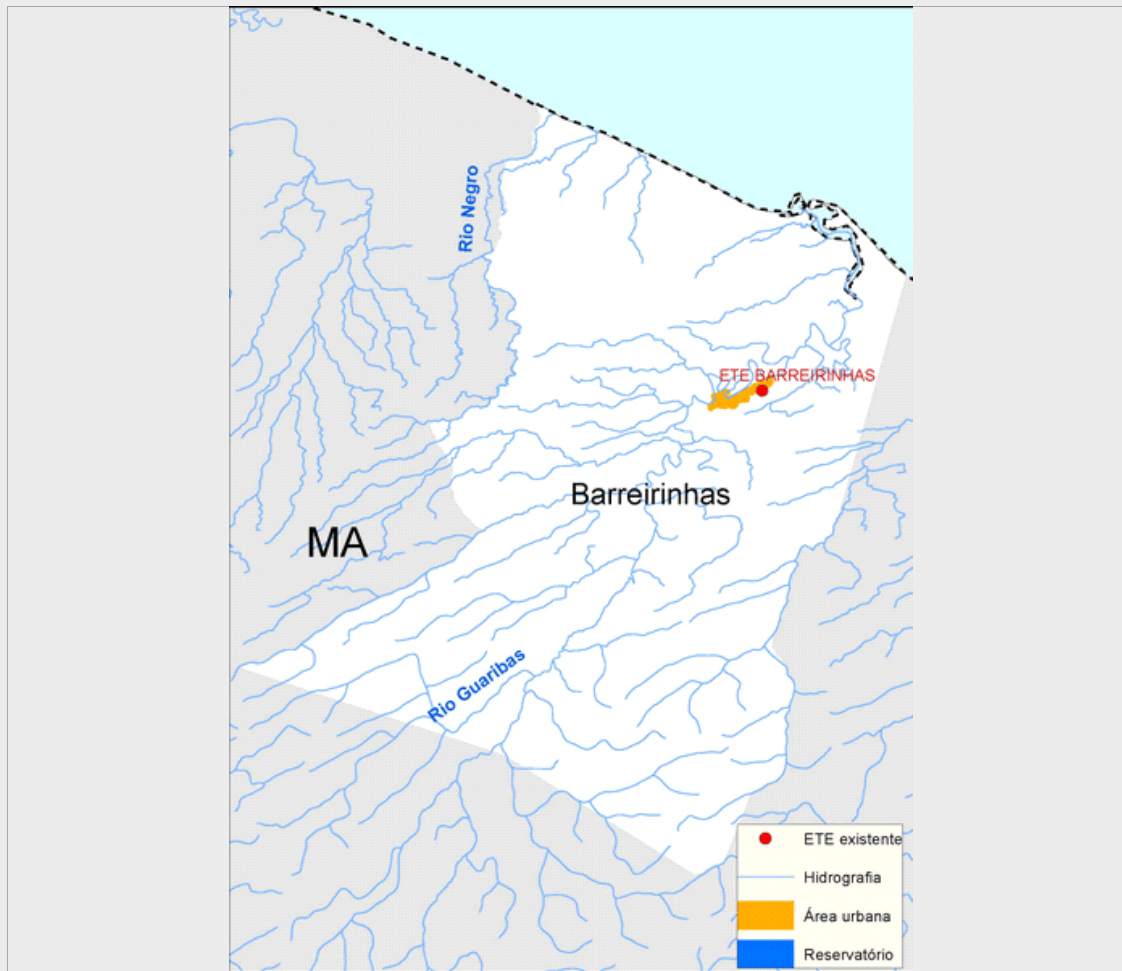 Rio Negro
ETE BARREIRINHAS
Barreirinhas
MA
Rio Guaribas
ETE existente
Hidrografia
Área urbana
Reservatório